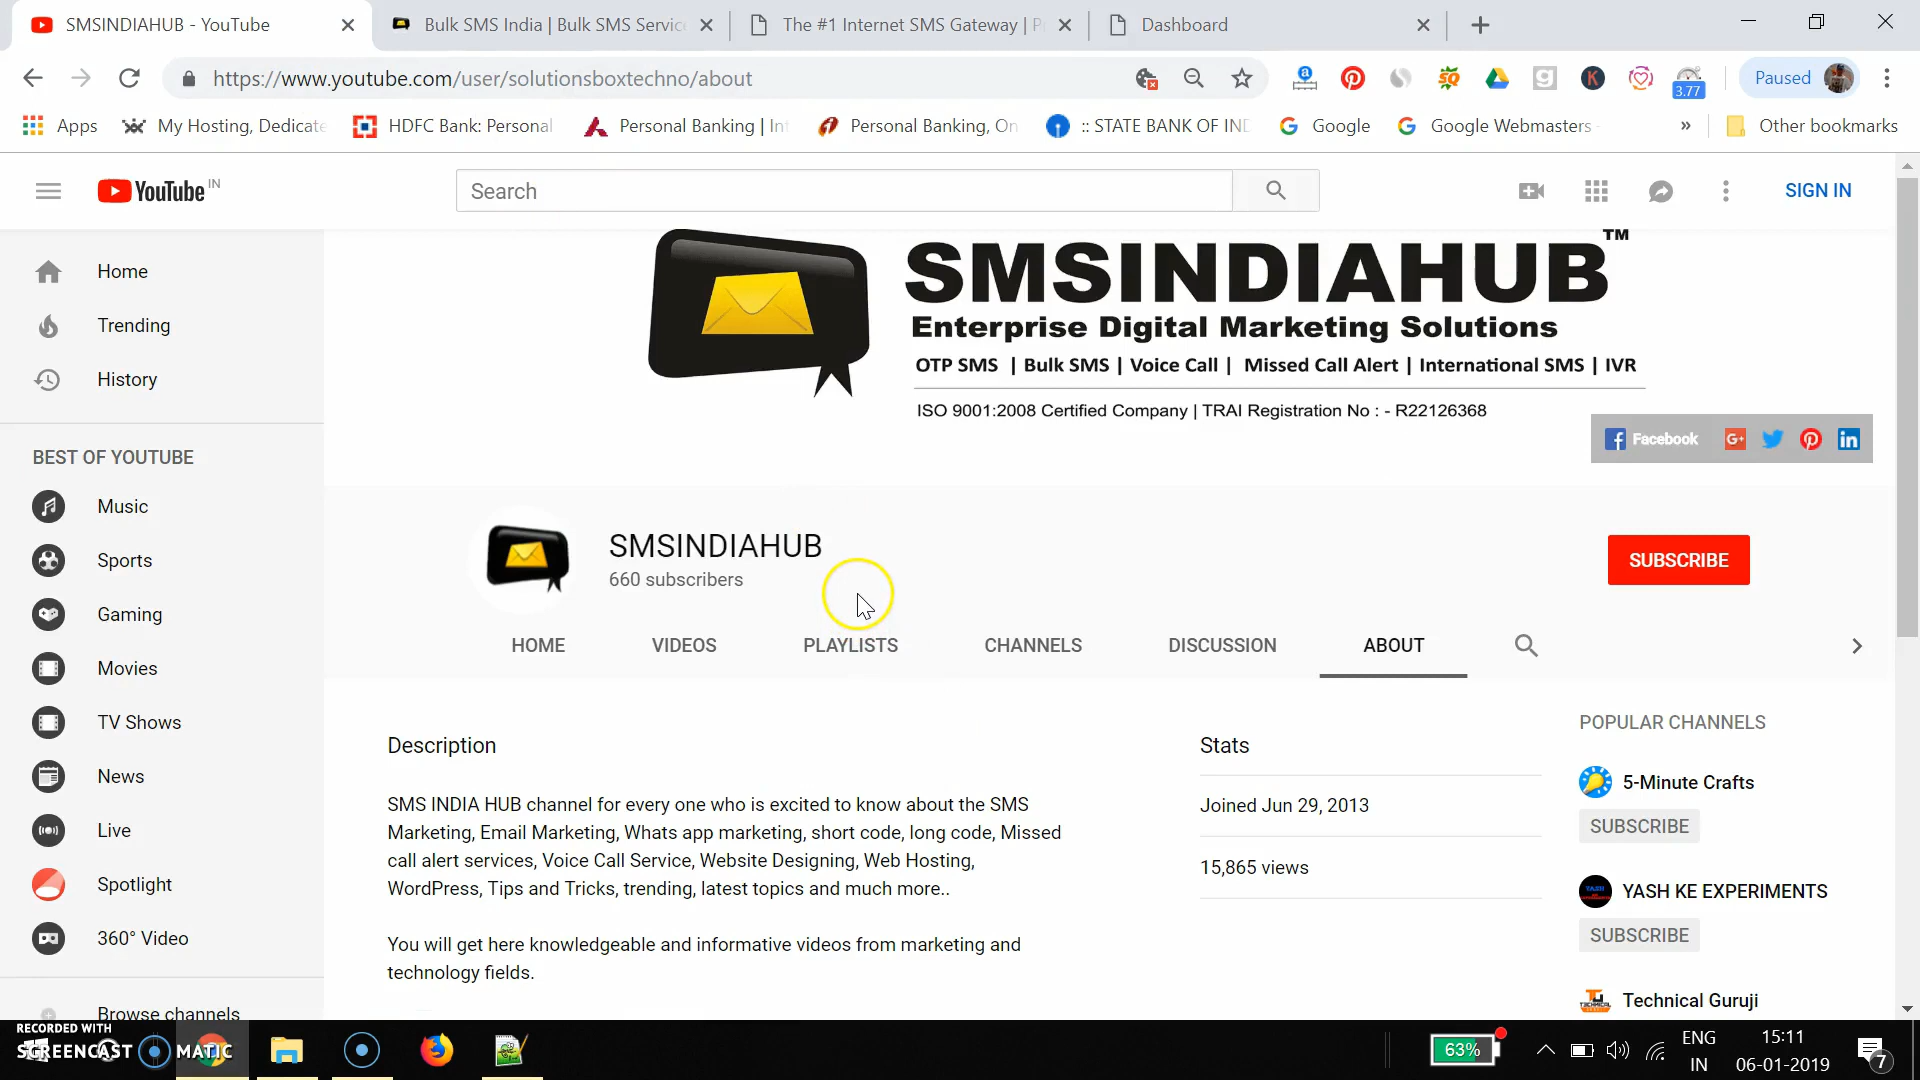 SMSINDIAHUB - YouTube
Bulk SMS India | Bulk SMS Service
The #1 Internet SMS Gateway | P
Dashboard
https://www.youtube.com/user/solutionsboxtechno/about
3.77
Paused
Apps
My Hosting, Dedicate
HDFC Bank: Personal
Personal Banking | Int
Personal Banking, On
:: STATE BANK OF IND
Google
Google Webmasters
»
Other bookmarks
YouTube IN
Search
SIGN IN
Home
Trending
History
BEST OF YOUTUBE
Music
Sports
Gaming
Movies
TV Shows
News
Live
Spotlight
360° Video
Browse channels
SMSINDIAHUB™
Enterprise Digital Marketing Solutions
OTP SMS | Bulk SMS | Voice Call | Missed Call Alert | International SMS | IVR
ISO 9001:2008 Certified Company | TRAI Registration No : - R22126368
Facebook
G+
in
SMSINDIAHUB
660 subscribers
SUBSCRIBE
HOME
VIDEOS
PLAYLISTS
CHANNELS
DISCUSSION
ABOUT
Description
SMS INDIA HUB channel for every one who is excited to know about the SMS
Marketing, Email Marketing, Whats app marketing, short code, long code, Missed
call alert services, Voice Call Service, Website Designing, Web Hosting,
WordPress, Tips and Tricks, trending, latest topics and much more..
You will get here knowledgeable and informative videos from marketing and
technology fields.
Stats
Joined Jun 29, 2013
15,865 views
POPULAR CHANNELS
5-Minute Crafts
SUBSCRIBE
YASH KE EXPERIMENTS
SUBSCRIBE
Technical Guruji
RECORDED WITH
SCREENCAST MATIC
63%
ENG
IN
15:11
06-01-2019
7